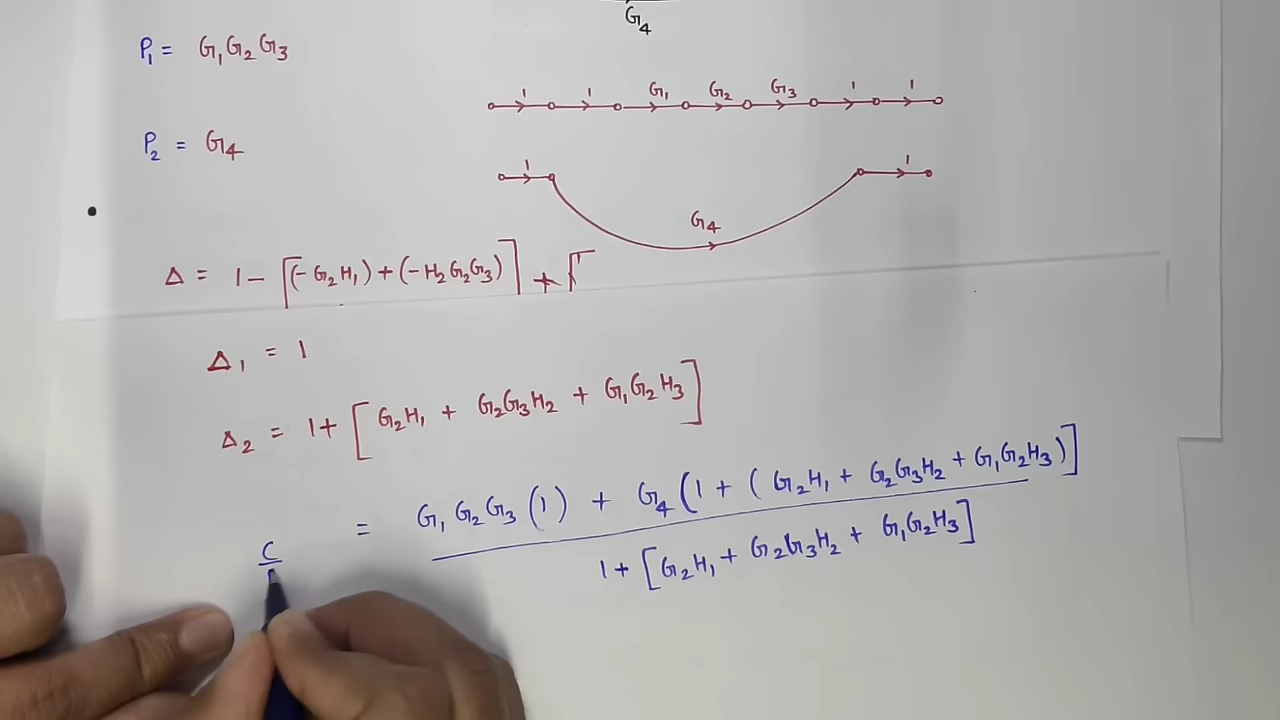 G₄
P₁ = G₁G₂G₃
1 1 G₁ G₂ G₃ 1 1
P₂ = G₄
1 1
G₄
Δ = 1 - [(-G₂H₁) + (-H₂G₂G₃)] + [
Δ₁ = 1
Δ₂ = 1 + [G₂H₁ + G₂G₃H₂ + G₁G₂H₃]
C = G₁G₂G₃(1) + G₄(1 + (G₂H₁ + G₂G₃H₂ + G₁G₂H₃)]
1 + [G₂H₁ + G₂G₃H₂ + G₁G₂H₃]